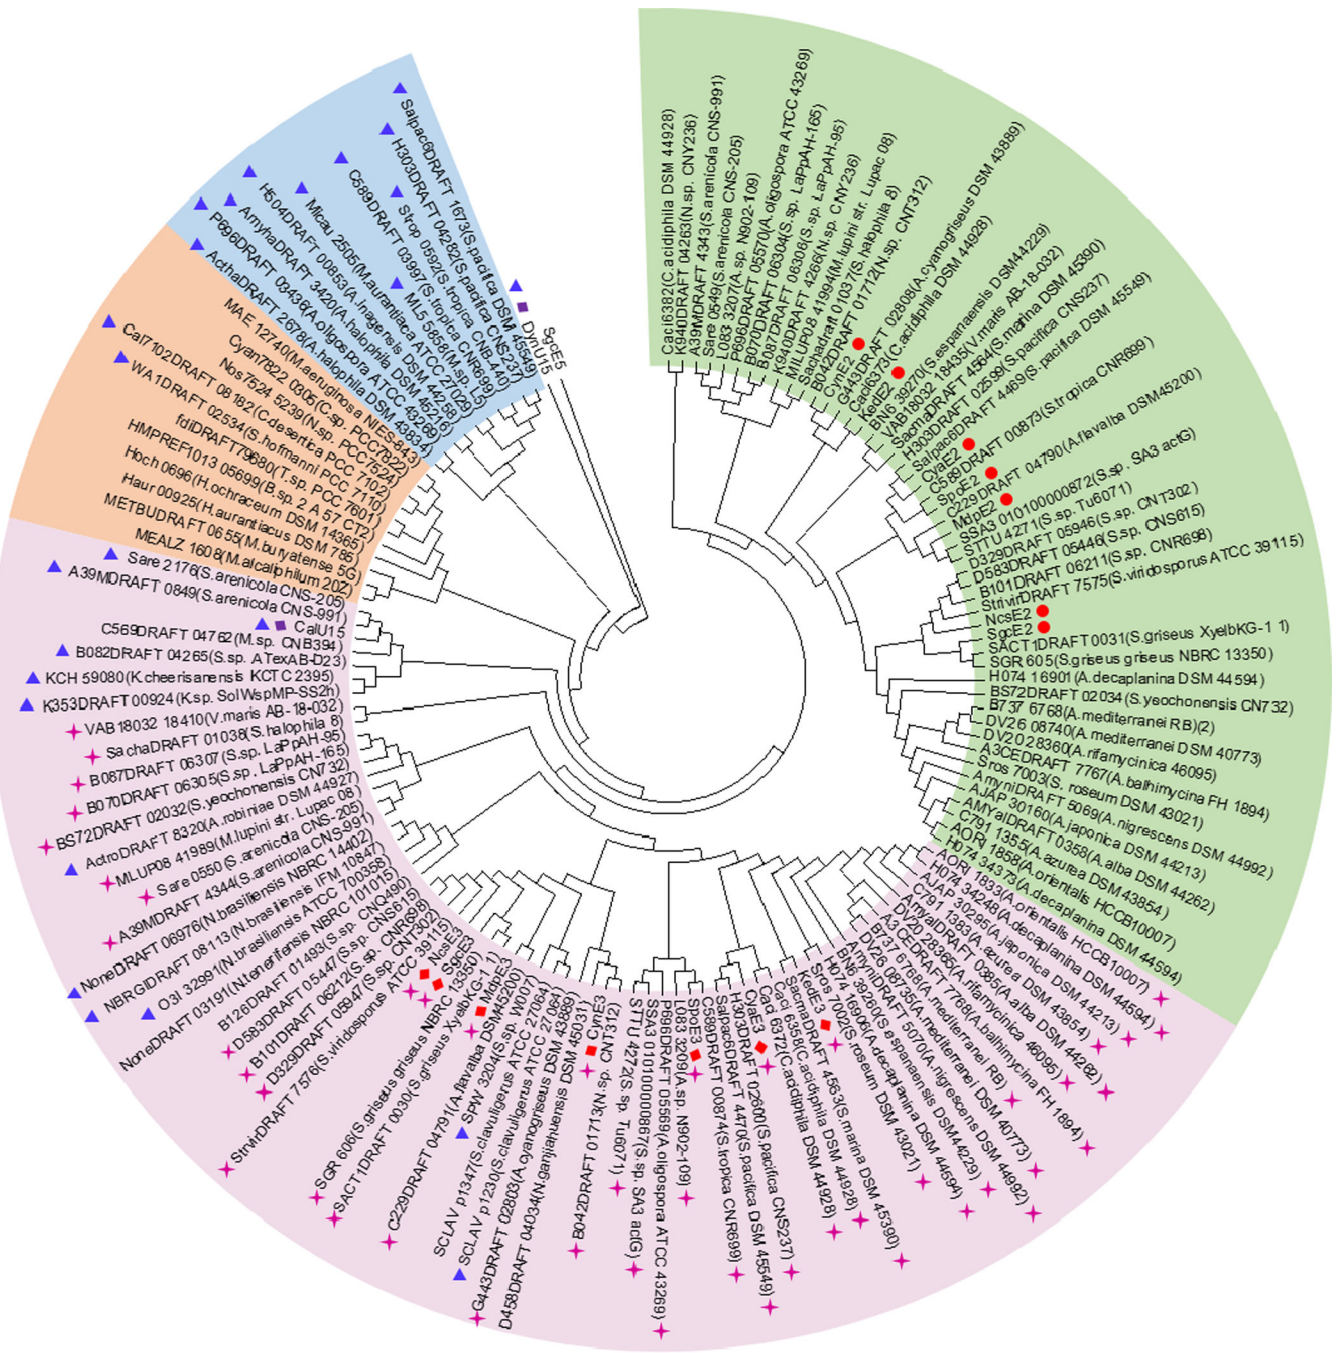 Caci6382(C.acidiphila DSM 44928)
K940DRAFT 04263(N.sp. CNY236)
A39MDRAFT 4343(S.arenicola CNS-991)
Sare 0549(S.arenicola CNS-205)
L083 3207(A.sp. N902-109)
P696DRAFT 05570(A.oligospora ATCC 43269)
B070DRAFT 06304(S.sp. LaPpAH-165)
B087DRAFT 06306(S.sp. LaPpAH-95)
K940DRAFT 4266(N.sp. CNY236)
MILUP08 41994(M.lupini str. Lupac 08)
Sachadraft 01037(S.halophila 8)
B042DRAFT 01712(N.sp. CNT312)
CynE2
G443DRAFT 02808(A.cyanogriseus DSM 43889)
Caci6373(C.acidiphila DSM 44928)
KedE2
BN6 39270(S.espanaensis DSM44229)
VAB18032 18405(V.maris AB-18-032)
SacmaDRAFT 4564(S.marina DSM 45390)
H303DRAFT 02599(S.pacifica CNS237)
Salpac6DRAFT 4469(S.pacifica DSM 45549)
CyaE2
C589DRAFT 00873(S.tropica CNR699)
SpoE2
C229DRAFT 04790(A.flavalba DSM45200)
MdpE2
SSA3 010100000872(S.sp. SA3 actG)
STTU 4271(S.sp. Tu6071)
D329DRAFT 05946(S.sp. CNT302)
D583DRAFT 05446(S.sp. CNS615)
B101DRAFT 06211(S.sp. CNR698)
StrivirDRAFT 7575(S.viridosporus ATCC 39115)
NcsE2
SgcE2
SACT1DRAFT0031(S.griseus XyelbKG-1 1)
SGR 605(S.griseus griseus NBRC 13350)
H074 16901(A.decaplanina DSM 44594)
BS72DRAFT 02034(S.yeochonensis CN732)
B737 6768(A.mediterranei RB)(2)
DV26 08740(A.mediterranei DSM 40773)
DV20 28360(A.rifamycinica 46095)
A3CEDRAFT 7767(A.balhimycina FH 1894)
Sros 7003(S. roseum DSM 43021)
AmyniDRAFT 5069(A.nigrescens DSM 44992)
AJAP 30160(A.japonica DSM 44213)
AMYalDRAFT 0358(A.alba DSM 44262)
C791 1355(A.azurea DSM 43854)
AORI 1858(A.orientalis HCCB10007)
H074 34373(A.decaplanina DSM 44594)
AORI 1833(A.orientalis HCCB10007)
H074 34248(A.decaplanina DSM 44594)
AJAP 30295(A.japonica DSM 44213)
C791 1383(A.azurea DSM 43854)
AmyalDRAFT 0385(A.alba DSM 44262)
DV20 28365(A.rifamycinica 46095)
A3CEDRAFT 7768(A.balhimycina FH 1894)
B737 6768(A.mediterranei RB)
DV26 08735(A.mediterranei DSM 40773)
AmyniDRAFT 5070(A.nigrescens DSM 44992)
BN6 39260(S.espanaensis DSM44229)
H074 16906(A.decaplanina DSM 44594)
Sros 7002(S.roseum DSM 43021)
KedE3
SacmaDRAFT 4563(S.marina DSM 45390)
Caci 6358(C.acidiphila DSM 44928)
Caci 6372(C.acidiphila DSM 44928)
CyaE3
H303DRAFT 02600(S.pacifica CNS237)
Salpac6DRAFT 4470(S.pacifica DSM 45549)
C589DRAFT 00874(S.tropica CNR699)
SpoE3
L083 3209(A.sp. N902-109)
P696DRAFT 05569(A.oligospora ATCC 43269)
SSA3 010100000867(S.sp. SA3 actG)
STTU 4272(S.sp. Tu6071)
B042DRAFT 01713(N.sp. CNT312)
CynE3
D458DRAFT 04034(N.ganjiahuensis DSM 45031)
G443DRAFT 02803(A.cyanogriseus DSM 43889)
SCLAV p1230(S.clavuligerus ATCC 27064)
SCLAV p1347(S.clavuligerus ATCC 27064)
SPW 3204(S.sp. W007)
C229DRAFT 04791(A.flavalba DSM45200)
MdpE3
SACT1DRAFT 0030(S.griseus XyelbKG-1 1)
SGR 606(S.griseus griseus NBRC 13350)
SgcE3
NcsE3
StrvirDRAFT 7576(S.viridosporus ATCC 39115)
D329DRAFT 05947(S.sp. CNT302)
B101DRAFT 06212(S.sp. CNR698)
D583DRAFT 05447(S.sp. CNS615)
B126DRAFT 01493(S.sp. CNQ490)
NoneDRAFT 03191(N.tenerifensis NBRC 101015)
O3I 32991(N.brasiliensis ATCC 700358)
NBRGIDRAFT 08113(N.brasiliensis IFM 10847)
NoneDRAFT 06976(N.brasiliensis NBRC 14402)
A39MDRAFT 4344(S.arenicola CNS-991)
Sare 0550(S.arenicola CNS-205)
MLUP08 41989(M.lupini str. Lupac 08)
ActroDRAFT 8320(A.robiniae DSM 44927)
BS72DRAFT 02032(S.yeochonensis CN732)
B070DRAFT 06305(S.sp. LaPpAH-165)
B087DRAFT 06307(S.sp. LaPpAH-95)
SachaDRAFT 01038(S.halophila 8)
VAB18032 18410(V.maris AB-18-032)
K353DRAFT 00924(K.sp. SolWspMP-SS2h)
KCH 59080(K.cheerisanensis KCTC 2395)
B082DRAFT 04265(S.sp. ATexAB-D23)
C569DRAFT 04762(M.sp. CNB394)
CalU15
A39MDRAFT 0849(S.arenicola CNS-991)
Sare 2176(S.arenicola CNS-205)
MEALZ 1608(M.alcaliphilum 20Z)
METBUDRAFT 0655(M.buryatense 5G)
Haur 00925(H.aurantiacus DSM 785)
Hoch 0696(H.ochraceum DSM 14365)
HMPREF1013 05699(B.sp. 2 A 57 CT2)
fdiDRAFT79680(T.sp. PCC 7601)
WA1DRAFT 02534(S.hofmanni PCC 7110)
Cal7102DRAFT 08182(C.desertica PCC 7102)
Nos7524 5239(N.sp. PCC7524)
Cyan7822 0306(C.sp. PCC7822)
MAE 12740(M.aeruginosa NIES-843)
ActhaDRAFT 2678(A.halophila DSM 43834)
P696DRAFT 03436(A.oligospora ATCC 43269)
AmyhaDRAFT 3420(A.halophila DSM 45216)
H504DRAFT 00853(A.lnagensis DSM 44258)
Micau 2505(M.aurantiaca ATCC 27029)
ML5 5658(M.sp. L5)
C589DRAFT 03997(S.tropica CNR699)
Strop 0592(S.tropica CNB-440)
H303DRAFT 04282(S.pacifica CNS237)
Salpac6DRAFT 1673(S.pacifica DSM 45549)
DynU15
SgcE5